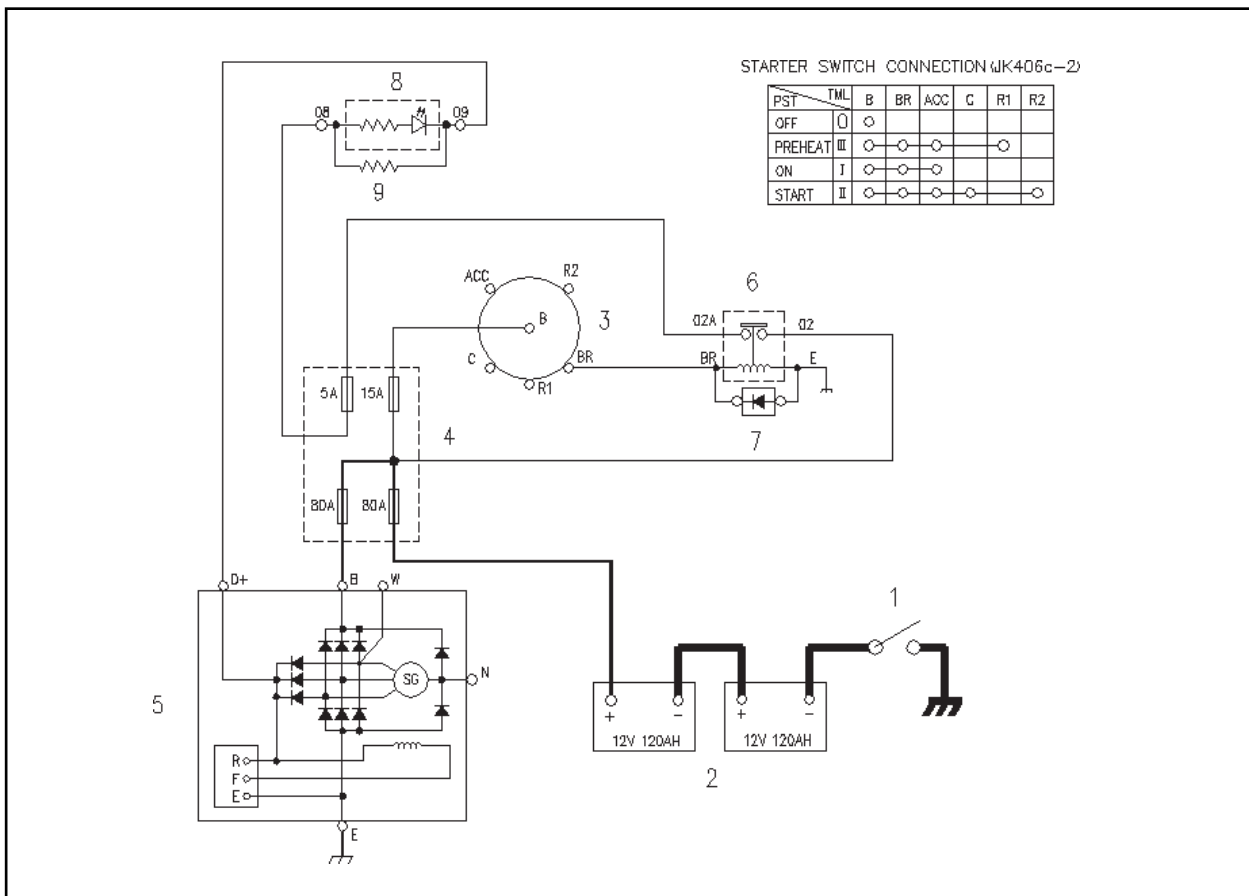 STARTER SWITCH CONNECTION (JK406c-2)
PST TML B BR ACC C R1 R2
OFF O
PREHEAT III
ON I
START II
8
08
09
9
ACC
R2
B
3
C
BR
R1
6
02A
02
BR
E
7
5A
15A
4
80A
80A
D+
B
W
1
SG
N
5
+
-
+
-
12V 120AH
12V 120AH
2
R
F
E
E